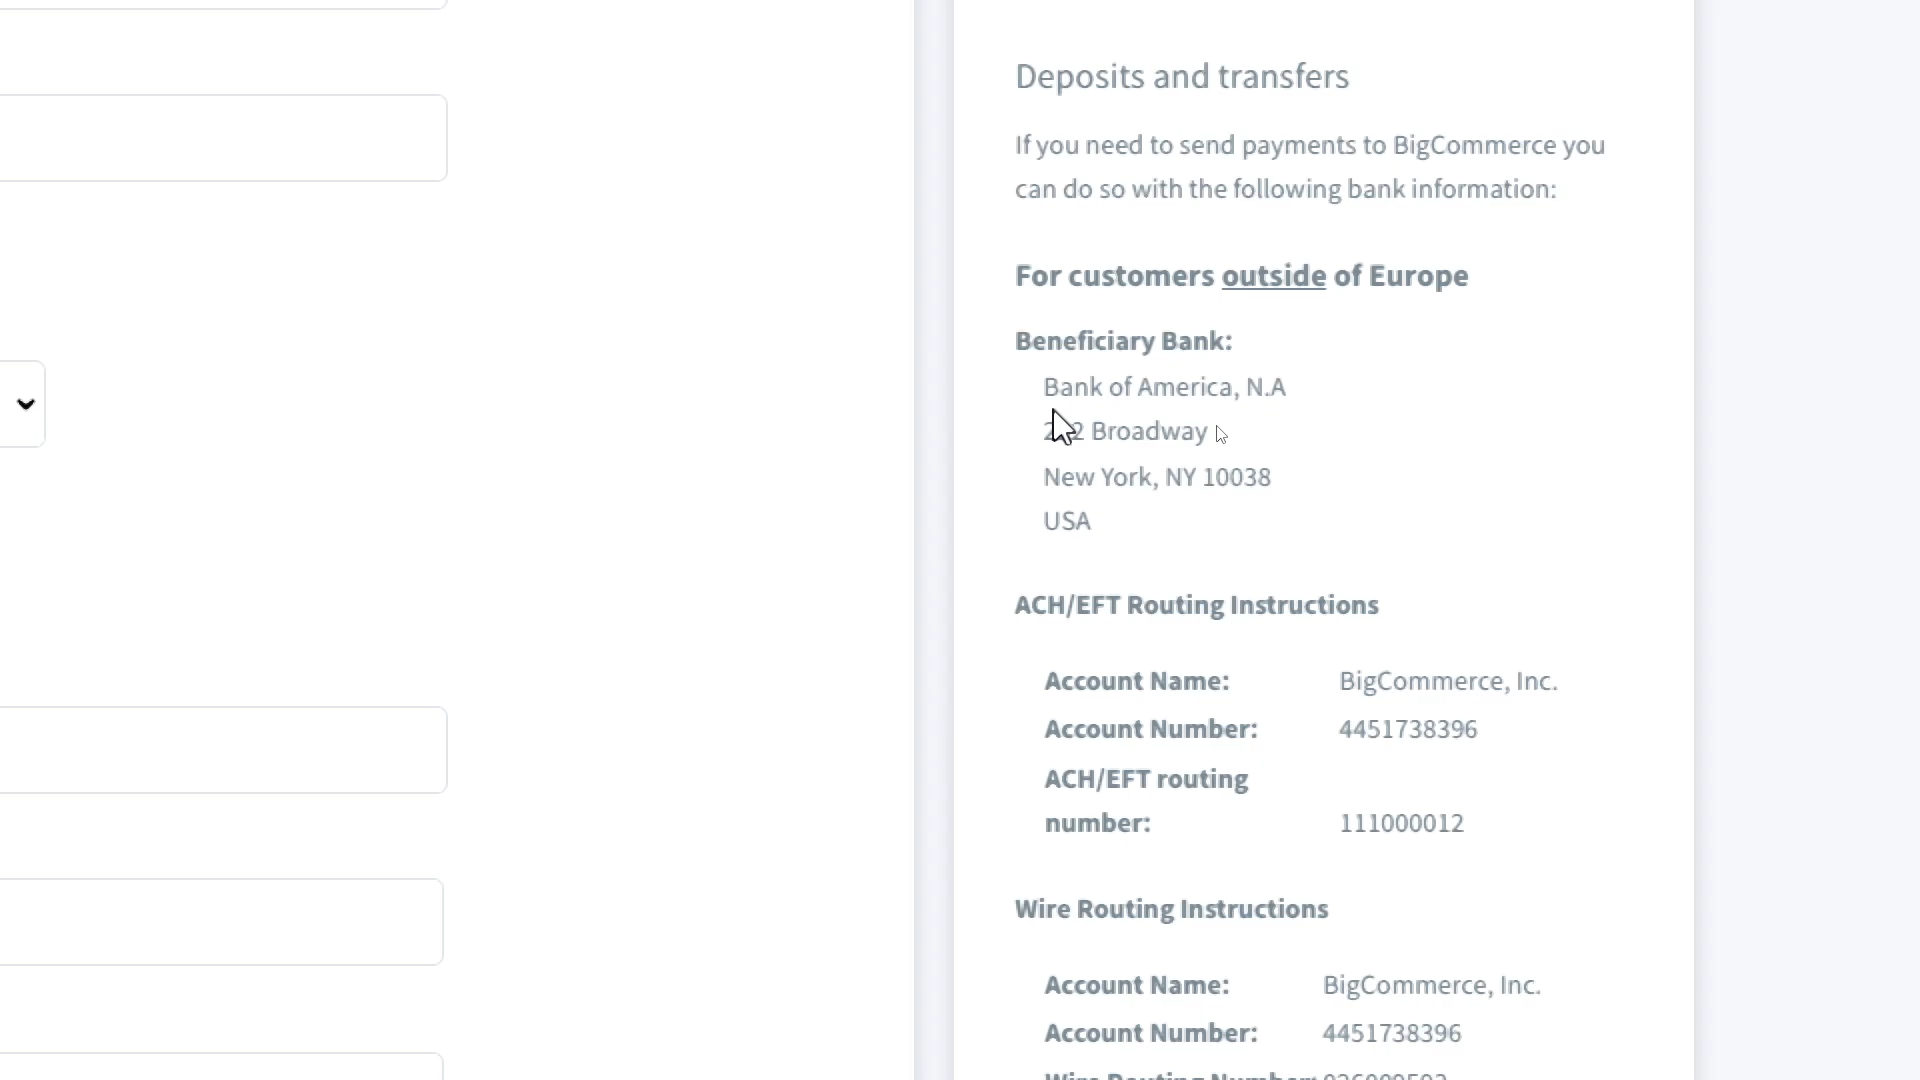 Deposits and transfers
If you need to send payments to BigCommerce you
can do so with the following bank information:
For customers outside of Europe
Beneficiary Bank:
Bank of America, N.A
Broadway
New York, NY 10038
USA
ACH/EFT Routing Instructions
Account Name: BigCommerce, Inc.
Account Number: 4451738396
ACH/EFT routing
number: 111000012
Wire Routing Instructions
Account Name: BigCommerce, Inc.
Account Number: 4451738396
Wire Routing Number: